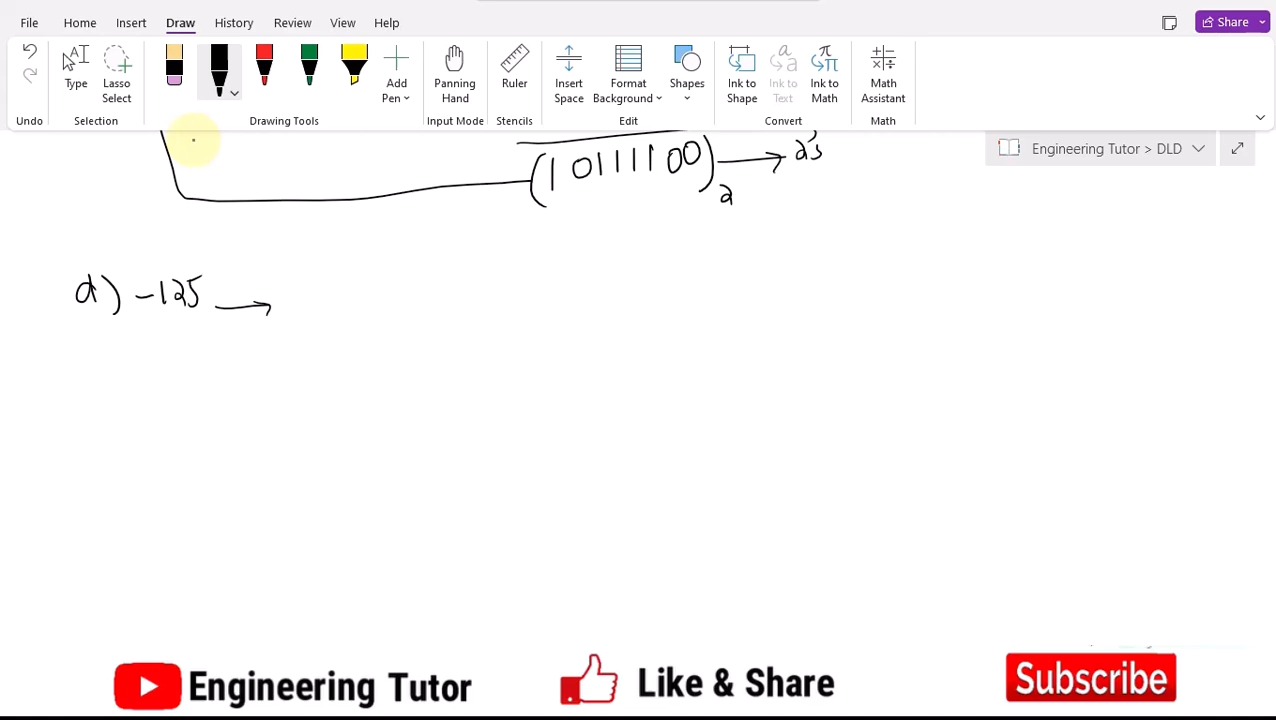 File Home Insert Draw History Review View Help Share
Type Lasso Select Add Pen Panning Hand Ruler Insert Space Format Background Shapes Ink to Shape Ink to Text Ink to Math Math Assistant
Undo Selection Drawing Tools Input Mode Stencils Edit Convert Math
(10111100)2 → 2's
Engineering Tutor > DLD
d) -125 →
Engineering Tutor Like & Share Subscribe